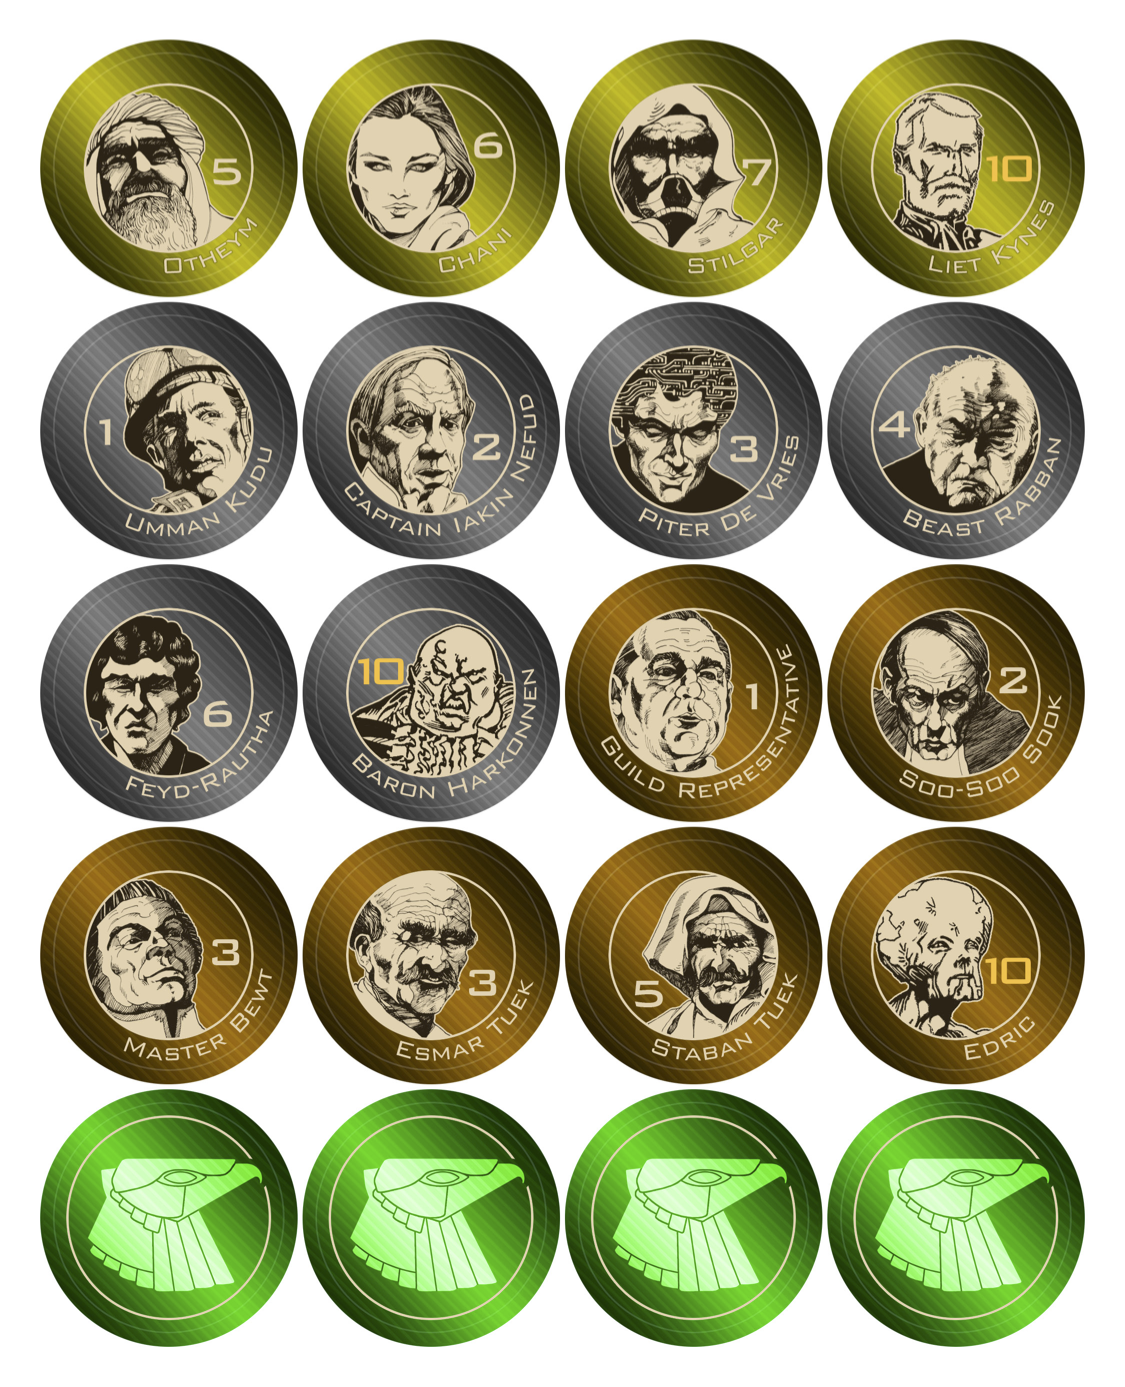 5
OTHEYM
6
CHANI
7
STILGAR
10
LIET KYNES
1
UMMAN KUDU
2
CAPTAIN IAKIN NEFUD
3
PITER DE VRIES
4
BEAST RABBAN
6
FEYD-RAUTHA
10
BARON HARKONNEN
1
GUILD REPRESENTATIVE
2
SOO-SOO SOOK
3
MASTER BEWT
3
ESMAR TUEK
5
STABAN TUEK
10
EDRIC